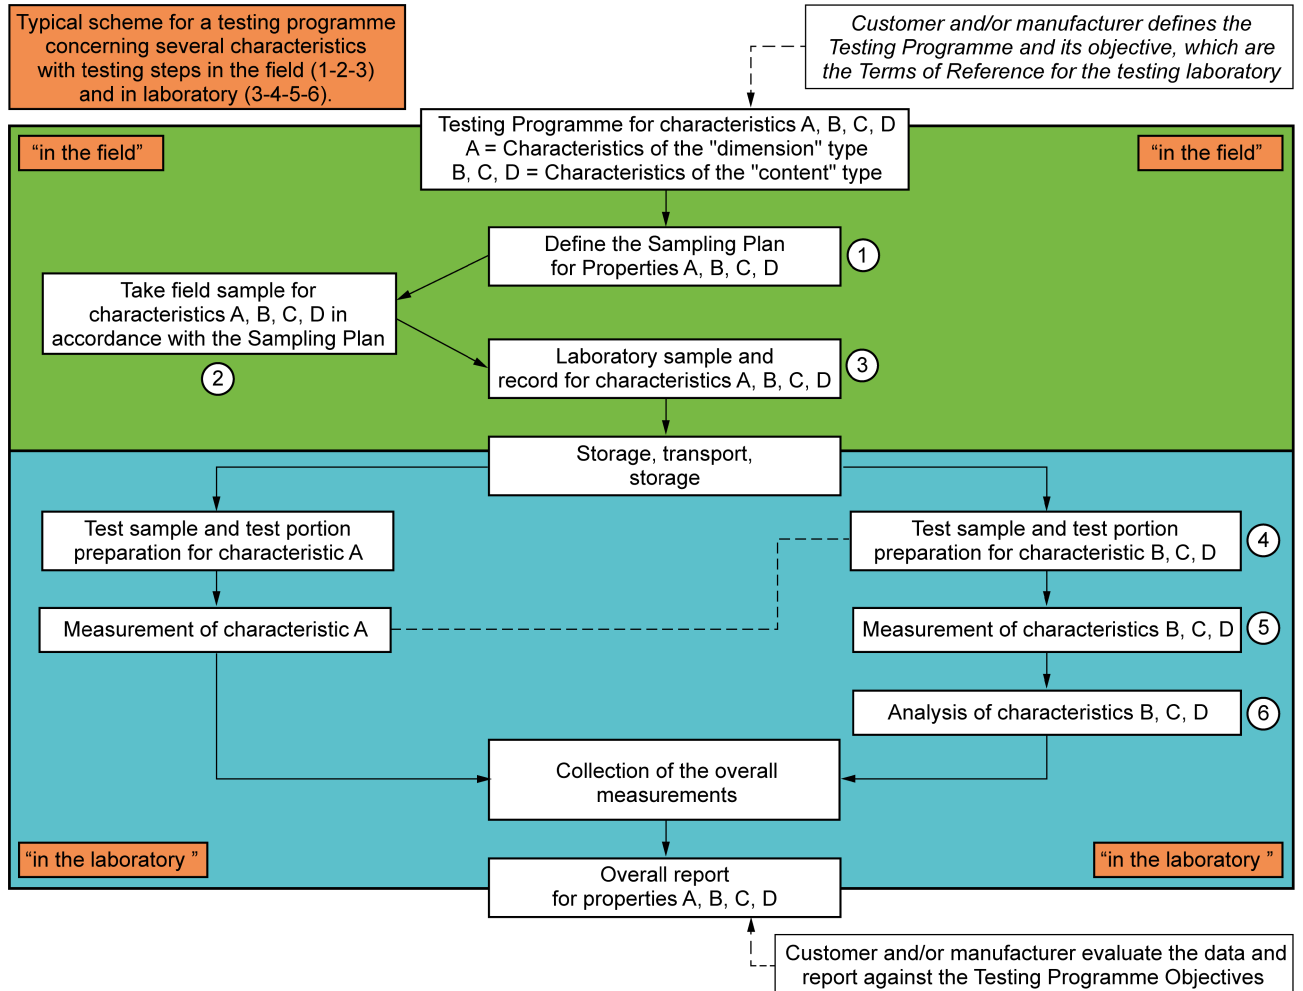 Typical scheme for a testing programme
concerning several characteristics
with testing steps in the field (1-2-3)
and in laboratory (3-4-5-6).
Customer and/or manufacturer defines the
Testing Programme and its objective, which are
the Terms of Reference for the testing laboratory
Testing Programme for characteristics A, B, C, D
A = Characteristics of the "dimension" type
B, C, D = Characteristics of the "content" type
“in the field”
“in the field”
Define the Sampling Plan
for Properties A, B, C, D
1
Take field sample for
characteristics A, B, C, D in
accordance with the Sampling Plan
2
Laboratory sample and
record for characteristics A, B, C, D
3
Storage, transport,
storage
Test sample and test portion
preparation for characteristic A
Test sample and test portion
preparation for characteristic B, C, D
4
Measurement of characteristic A
Measurement of characteristics B, C, D
5
Analysis of characteristics B, C, D
6
Collection of the overall
measurements
“in the laboratory ”
“in the laboratory ”
Overall report
for properties A, B, C, D
Customer and/or manufacturer evaluate the data and
report against the Testing Programme Objectives